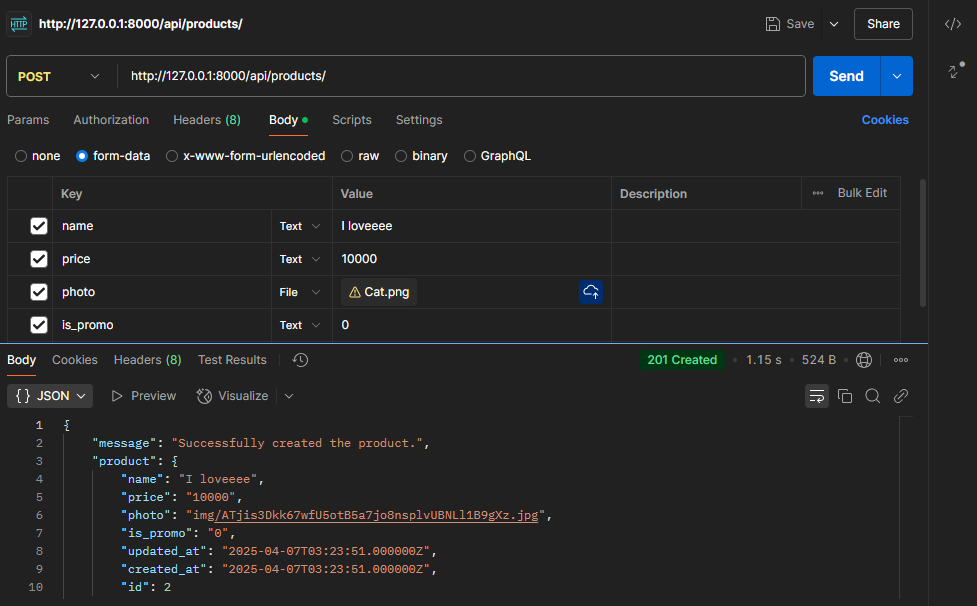 HTTP http://127.0.0.1:8000/api/products/ Save Share
POST http://127.0.0.1:8000/api/products/ Send
Params Authorization Headers (8) Body Scripts Settings Cookies
none form-data x-www-form-urlencoded raw binary GraphQL
Key Value Description Bulk Edit
name Text I loveeee
price Text 10000
photo File Cat.png
is_promo Text 0
Body Cookies Headers (8) Test Results 201 Created 1.15 s 524 B
{ } JSON Preview Visualize
1 {
2 "message": "Successfully created the product.",
3 "product": {
4 "name": "I loveeee",
5 "price": "10000",
6 "photo": "img/ATjis3Dkk67wfU5otB5a7jo8nsplvUBNLl1B9gXz.jpg",
7 "is_promo": "0",
8 "updated_at": "2025-04-07T03:23:51.000000Z",
9 "created_at": "2025-04-07T03:23:51.000000Z",
10 "id": 2